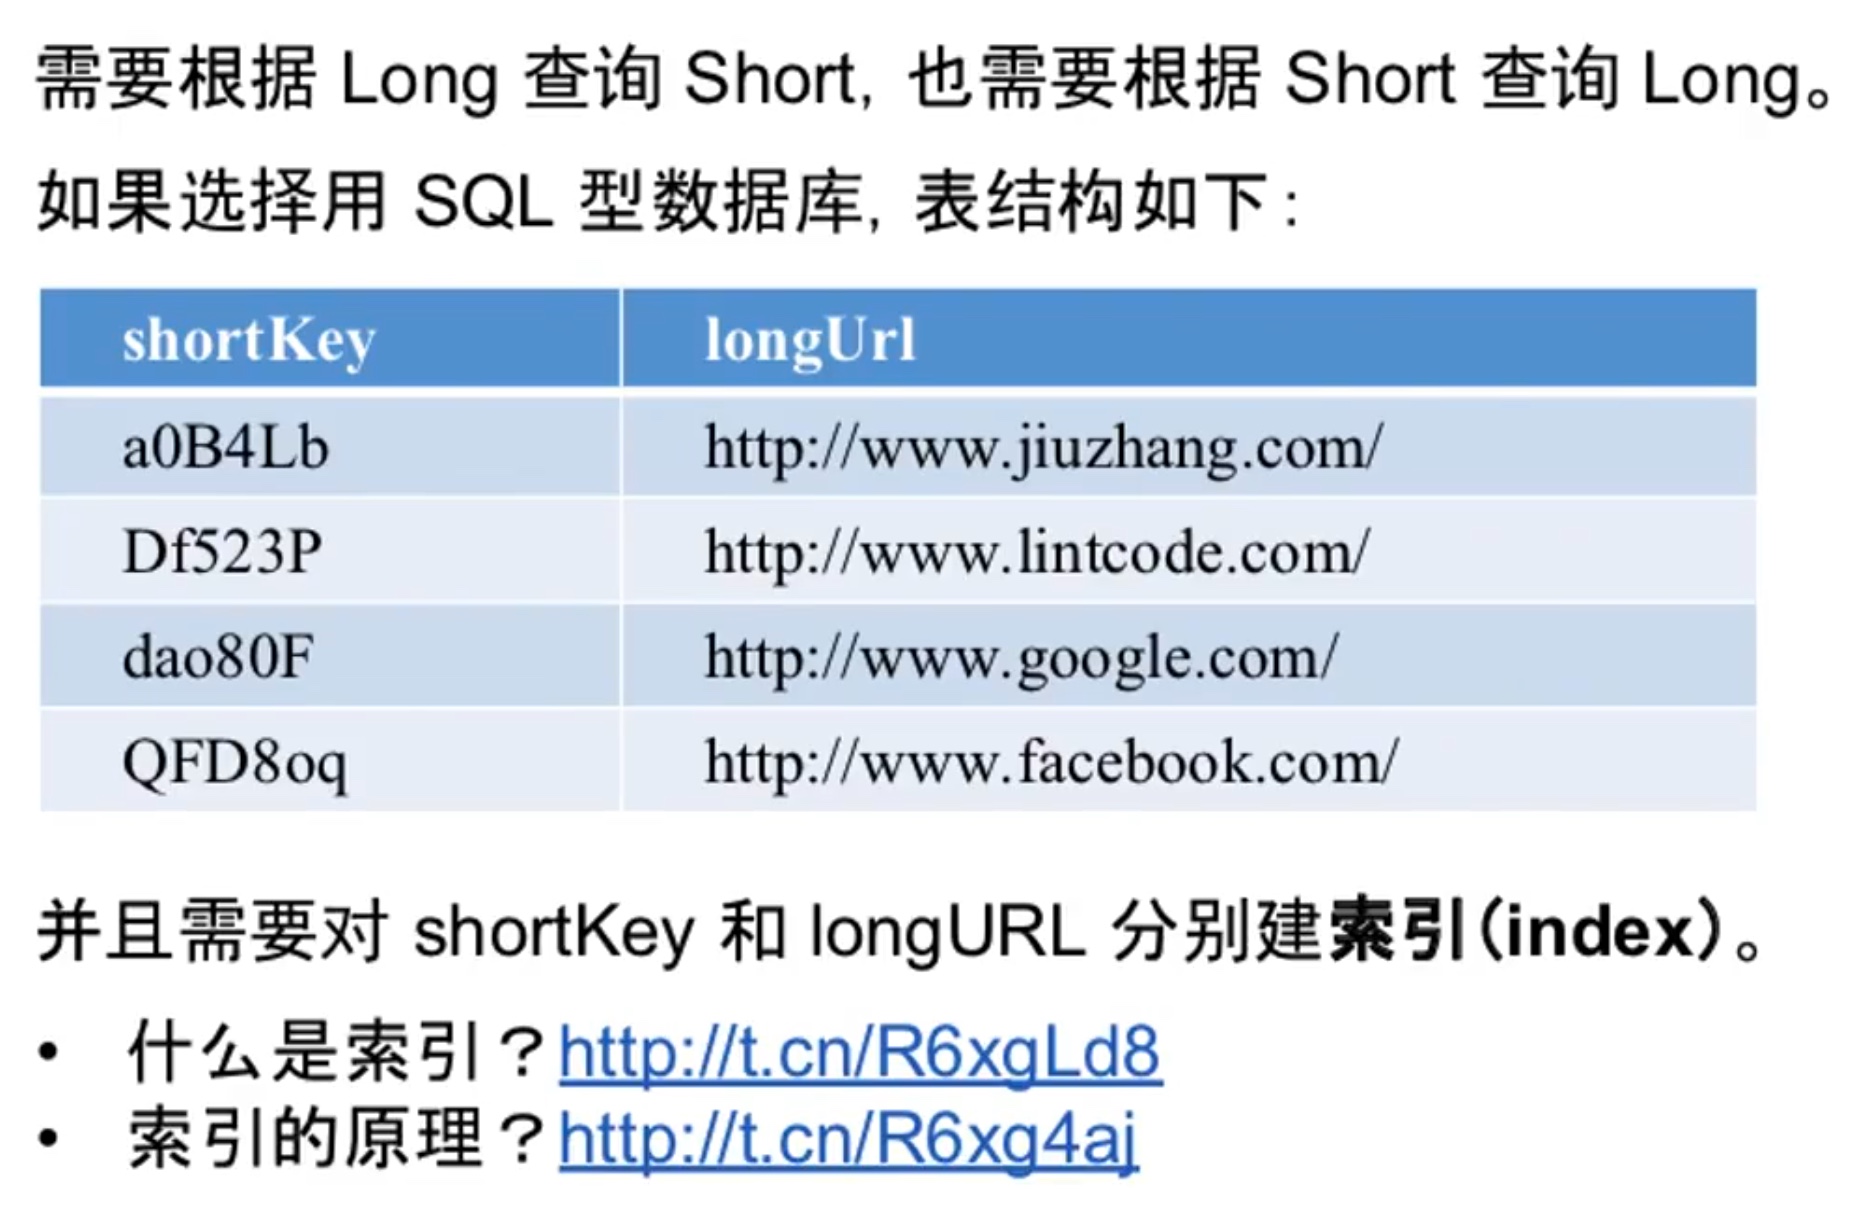 需要根据 Long 查询 Short, 也需要根据 Short 查询 Long。
如果选择用 SQL 型数据库, 表结构如下:
shortKey longUrl
a0B4Lb http://www.jiuzhang.com/
Df523P http://www.lintcode.com/
dao80F http://www.google.com/
QFD8oq http://www.facebook.com/
并且需要对 shortKey 和 longURL 分别建索引(index)。
• 什么是索引？http://t.cn/R6xgLd8
• 索引的原理？http://t.cn/R6xg4aj